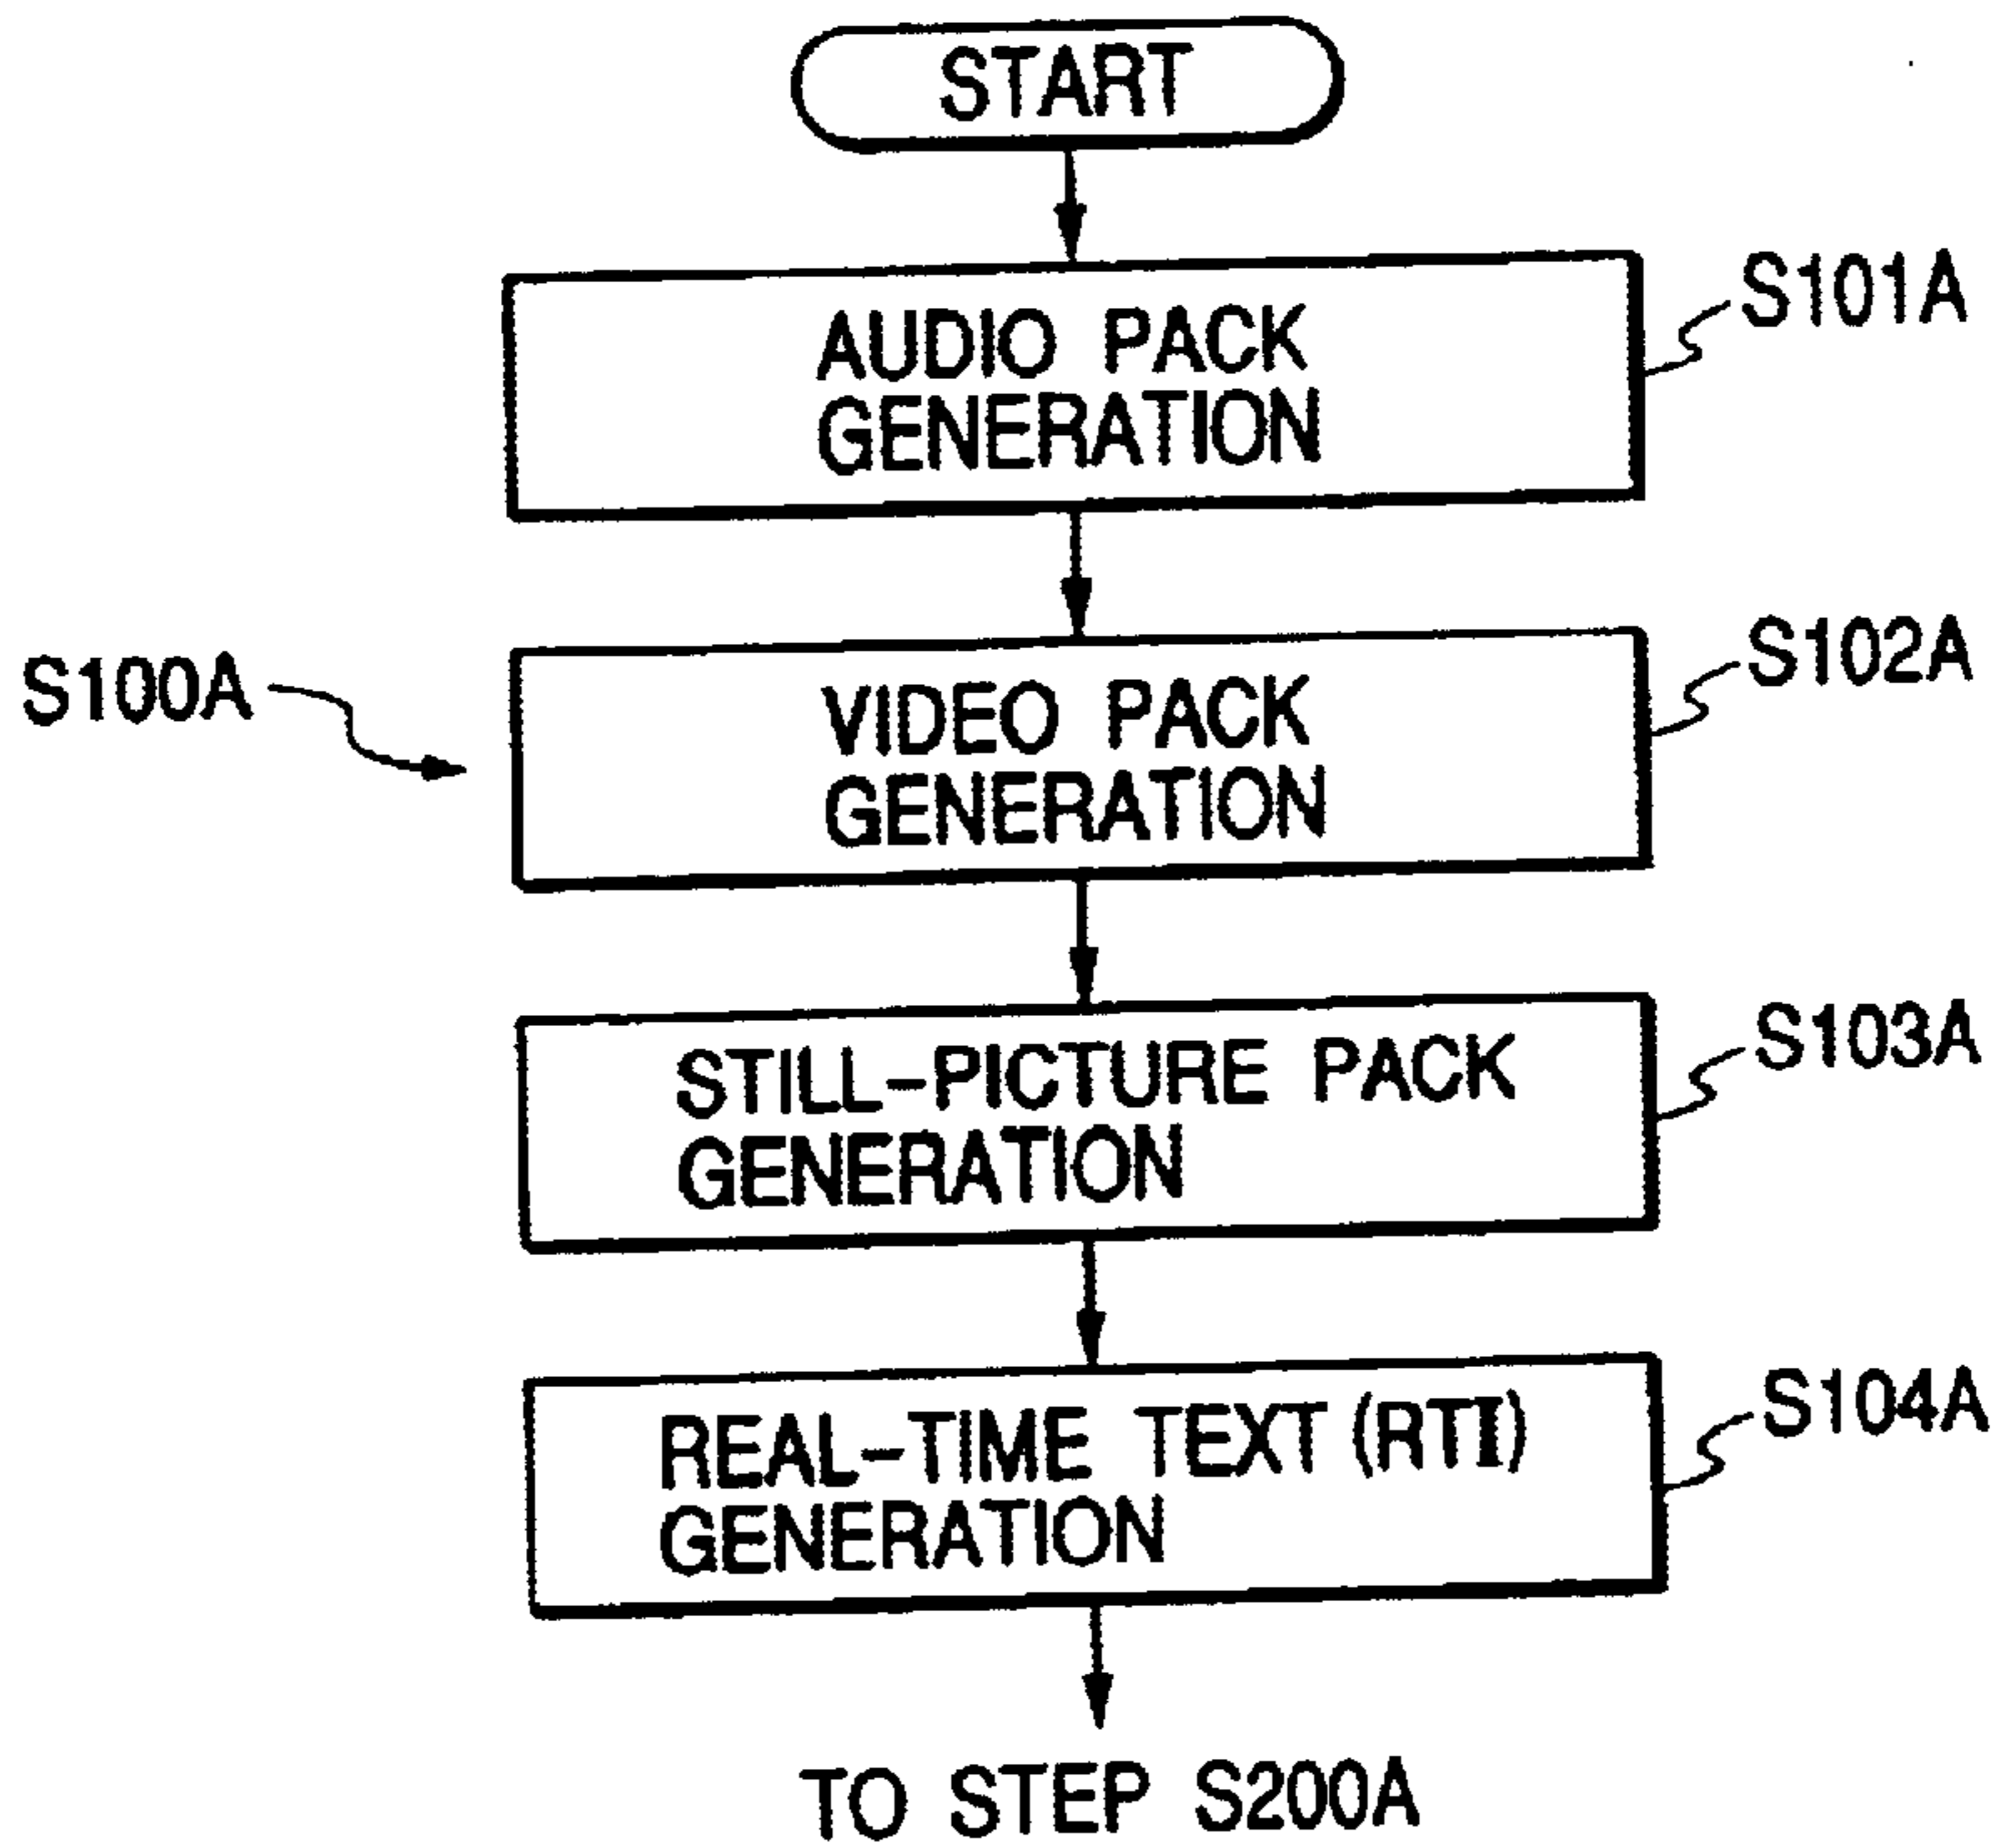 START
AUDIO PACK
GENERATION
S101A
S100A
VIDEO PACK
GENERATION
S102A
STILL-PICTURE PACK
GENERATION
S103A
REAL-TIME TEXT (RTI)
GENERATION
S104A
TO STEP S200A